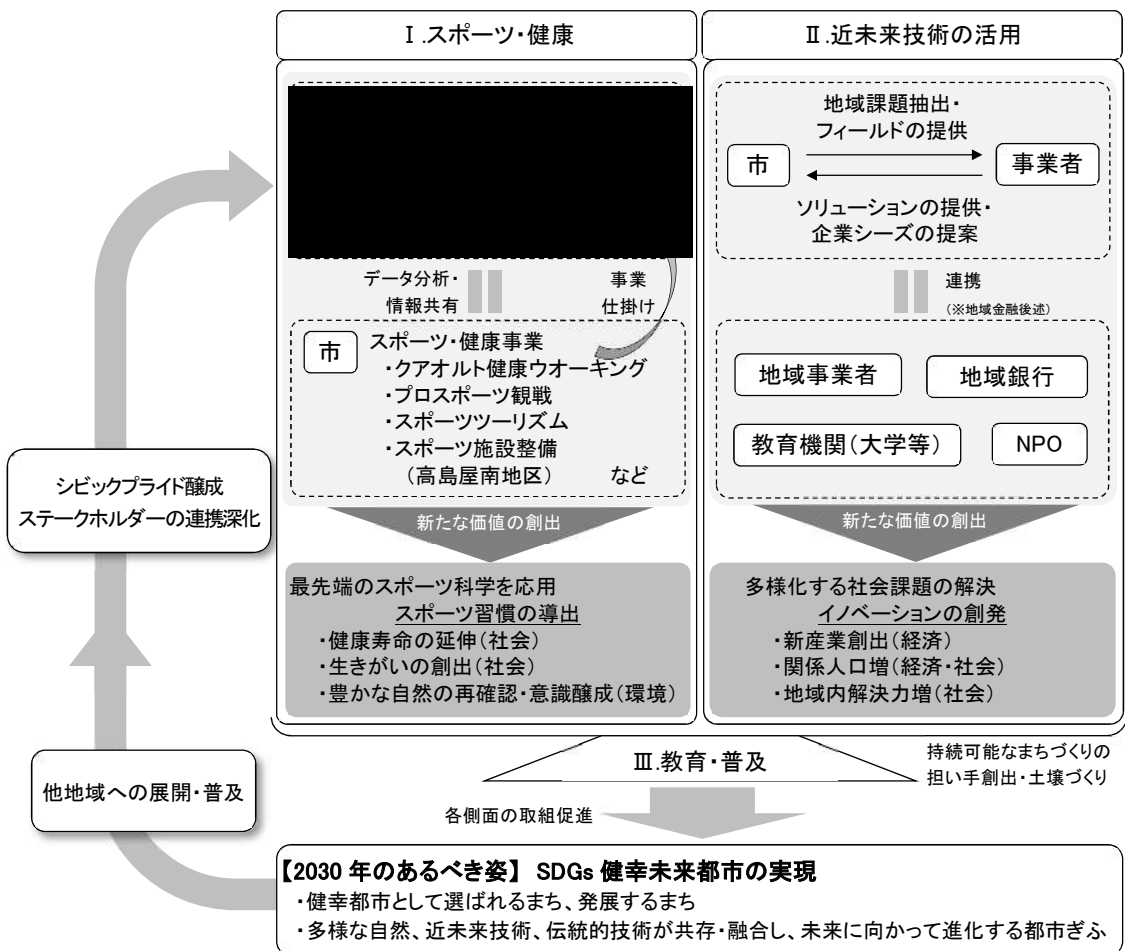 Ⅰ.スポーツ・健康
Ⅱ.近未来技術の活用
地域課題抽出・
フィールドの提供
市
事業者
ソリューションの提供・
企業シーズの提案
データ分析・
情報共有
事業
仕掛け
連携
(※地域金融後述)
市
スポーツ・健康事業
・クアオルト健康ウオーキング
・プロスポーツ観戦
・スポーツツーリズム
・スポーツ施設整備
(高島屋南地区) など
地域事業者
地域銀行
教育機関(大学等)
NPO
新たな価値の創出
新たな価値の創出
最先端のスポーツ科学を応用
スポーツ習慣の導出
・健康寿命の延伸(社会)
・生きがいの創出(社会)
・豊かな自然の再確認・意識醸成(環境)
多様化する社会課題の解決
イノベーションの創発
・新産業創出(経済)
・関係人口増(経済・社会)
・地域内解決力増(社会)
シビックプライド醸成
ステークホルダーの連携深化
他地域への展開・普及
Ⅲ.教育・普及
持続可能なまちづくりの
担い手創出・土壌づくり
各側面の取組促進
【2030 年のあるべき姿】 SDGs 健幸未来都市の実現
・健幸都市として選ばれるまち、発展するまち
・多様な自然、近未来技術、伝統的技術が共存・融合し、未来に向かって進化する都市ぎふ